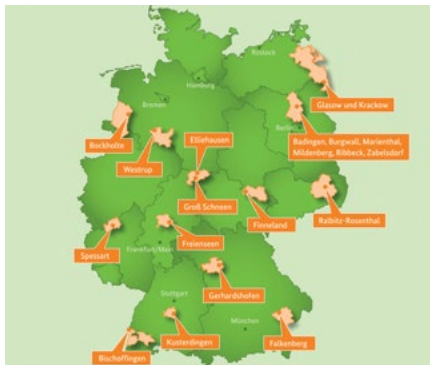 Rostock
Hamburg
Glasow und Krackow
Bremen
Berlin
Badingen, Burgwall, Marienthal,
Mildenberg, Ribbeck, Zabelsdorf
Bockholte
Elliehausen
Westrup
Groß Schneen
Finneland
Ralbitz-Rosenthal
Freienseen
Spessart
Frankfurt/Main
Gerhardshofen
Stuttgart
München
Kusterdingen
Falkenberg
Bischoffingen